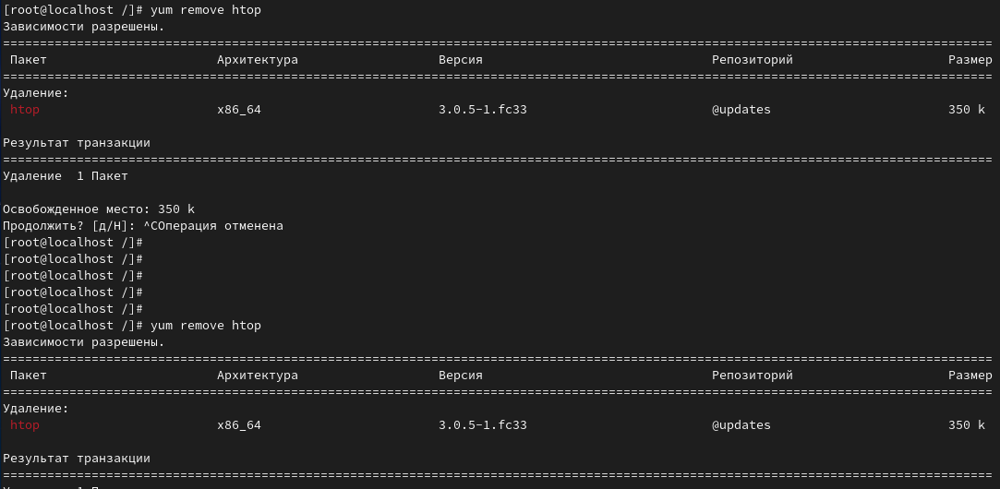 [root@localhost /]# yum remove htop
Зависимости разрешены.
======================================================================================================================================
Пакет Архитектура Версия Репозиторий Размер
======================================================================================================================================
Удаление:
htop x86_64 3.0.5-1.fc33 @updates 350 k
Результат транзакции
======================================================================================================================================
Удаление 1 Пакет
Освобожденное место: 350 k
Продолжить? [д/Н]: ^CОперация отменена
[root@localhost /]#
[root@localhost /]#
[root@localhost /]#
[root@localhost /]#
[root@localhost /]#
[root@localhost /]# yum remove htop
Зависимости разрешены.
======================================================================================================================================
Пакет Архитектура Версия Репозиторий Размер
======================================================================================================================================
Удаление:
htop x86_64 3.0.5-1.fc33 @updates 350 k
Результат транзакции
======================================================================================================================================